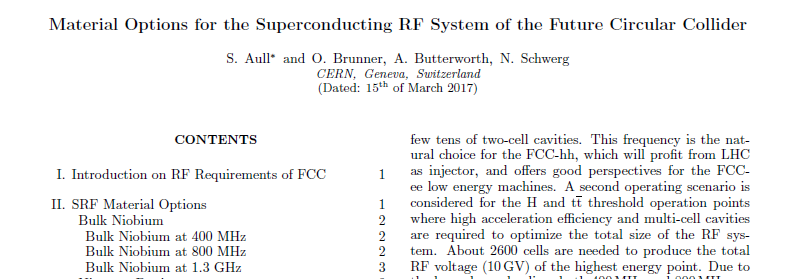 Material Options for the Superconducting RF System of the Future Circular Collider
S. Aull* and O. Brunner, A. Butterworth, N. Schwerg
CERN, Geneva, Switzerland
(Dated: 15th of March 2017)
CONTENTS
I. Introduction on RF Requirements of FCC 1
II. SRF Material Options 1
Bulk Niobium 2
Bulk Niobium at 400 MHz 2
Bulk Niobium at 800 MHz 2
Bulk Niobium at 1.3 GHz 3
few tens of two-cell cavities. This frequency is the nat-
ural choice for the FCC-hh, which will profit from LHC
as injector, and offers good perspectives for the FCC-
ee low energy machines. A second operating scenario is
considered for the H and tt̄ threshold operation points
where high acceleration efficiency and multi-cell cavities
are required to optimize the total size of the RF sys-
tem. About 2600 cells are needed to produce the total
RF voltage (10 GV) of the highest energy point. Due to